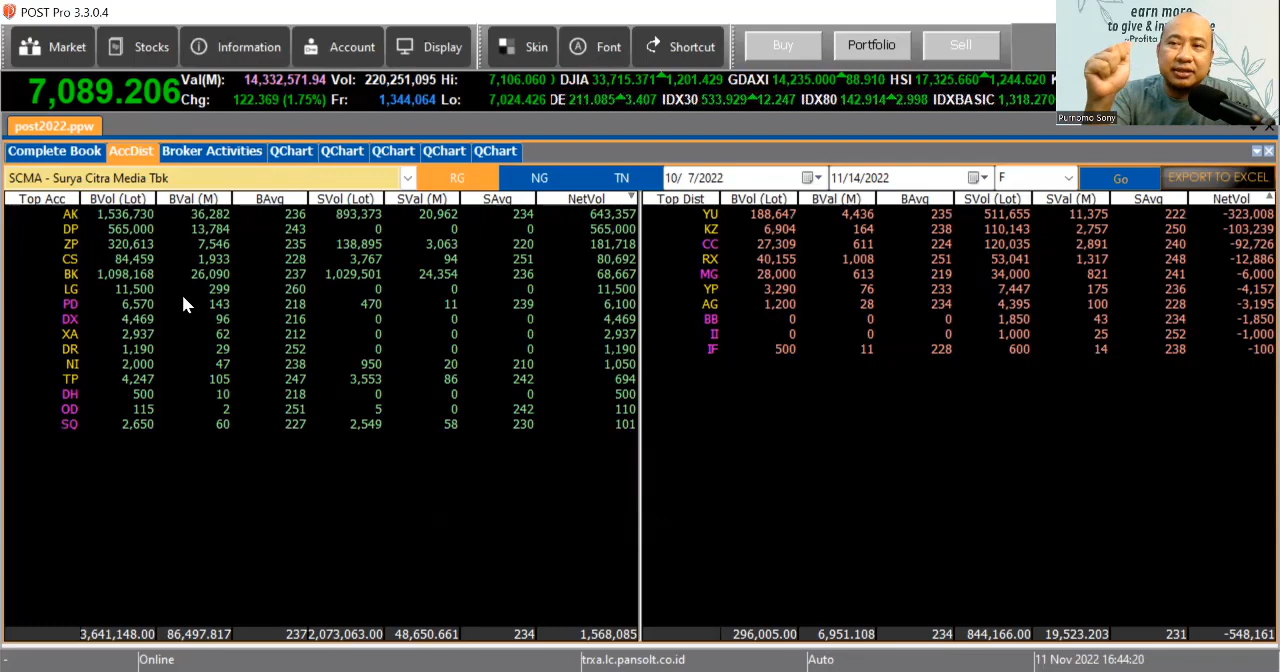 POST Pro 3.3.0.4
Market Stocks Information Account Display Skin Font Shortcut Buy Portfolio Sell
earn more
to give & in
~Profita
Purnomo Sony
7,089.206
Val(M): 14,332,571.94 Vol: 220,251,095 Hi: 7,106.060 ) DJIA 33,715.371 1,201.429 GDAXI 14,235.000 88.910 HSI 17,325.660 1,244.620
Chg: 122.369 (1.75%) Fr: 1,344,064 Lo: 7,024.426 DE 211.085 3.407 IDX30 533.929 12.247 IDX80 142.914 2.998 IDXBASIC 1,318.270
post2022.ppw
Complete Book AccDist Broker Activities QChart QChart QChart QChart QChart
SCMA - Surya Citra Media Tbk RG NG TN 10/ 7/2022 11/14/2022 F Go EXPORT TO EXCEL
Top Acc BVol (Lot) BVal (M) BAvg SVol (Lot) SVal (M) SAvg NetVol Top Dist BVol (Lot) BVal (M) BAvg SVol (Lot) SVal (M) SAvg NetVol
AK 1,536,730 36,282 236 893,373 20,962 234 643,357 YU 188,647 4,436 235 511,655 11,375 222 -323,008
DP 565,000 13,784 243 0 0 0 565,000 KZ 6,904 164 238 110,143 2,757 250 -103,239
ZP 320,613 7,546 235 138,895 3,063 220 181,718 CC 27,309 611 224 120,035 2,891 240 -92,726
CS 84,459 1,933 228 3,767 94 251 80,692 RX 40,155 1,008 251 53,041 1,317 248 -12,886
BK 1,098,168 26,090 237 1,029,501 24,354 236 68,667 MG 28,000 613 219 34,000 821 241 -6,000
LG 11,500 299 260 0 0 0 11,500 YP 3,290 76 233 7,447 175 236 -4,157
PD 6,570 143 218 470 11 239 6,100 AG 1,200 28 234 4,395 100 228 -3,195
DX 4,469 96 216 0 0 0 4,469 BB 0 0 0 1,850 43 234 -1,850
XA 2,937 62 212 0 0 0 2,937 II 0 0 0 1,000 25 252 -1,000
DR 1,190 29 252 0 0 0 1,190 IF 500 11 228 600 14 238 -100
NI 2,000 47 238 950 20 210 1,050
TP 4,247 105 247 3,553 86 242 694
DH 500 10 218 0 0 0 500
OD 115 2 251 5 0 242 110
SQ 2,650 60 227 2,549 58 230 101
3,641,148.00 86,497.817 237 2,073,063.00 48,650.661 234 1,568,085 296,005.00 6,951.108 234 844,166.00 19,523.203 231 -548,161
- Online trxa.lc.pansolt.co.id Auto 11 Nov 2022 16:44:20